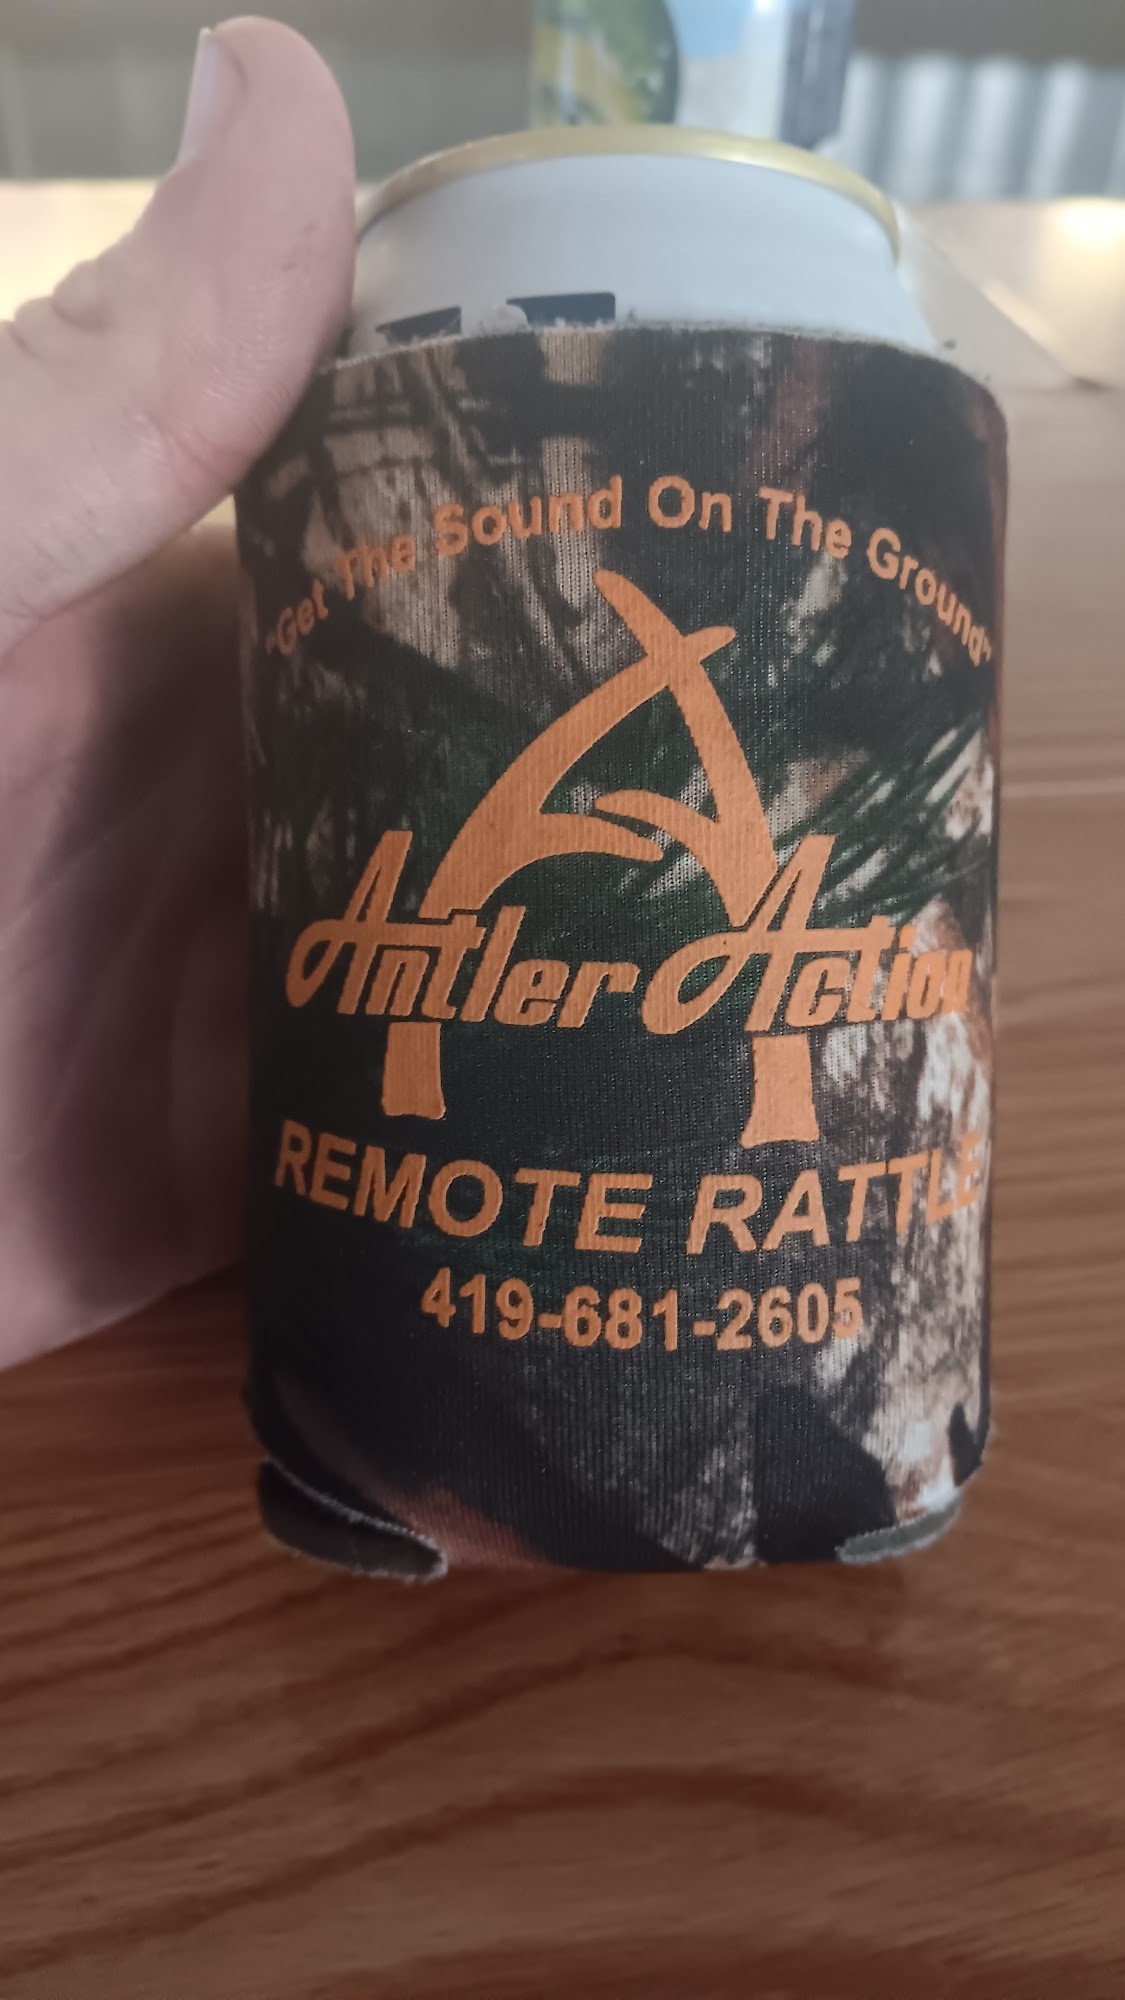 "Get The Sound On The Ground"
Antler Action
REMOTE RATTLE
419-681-2605